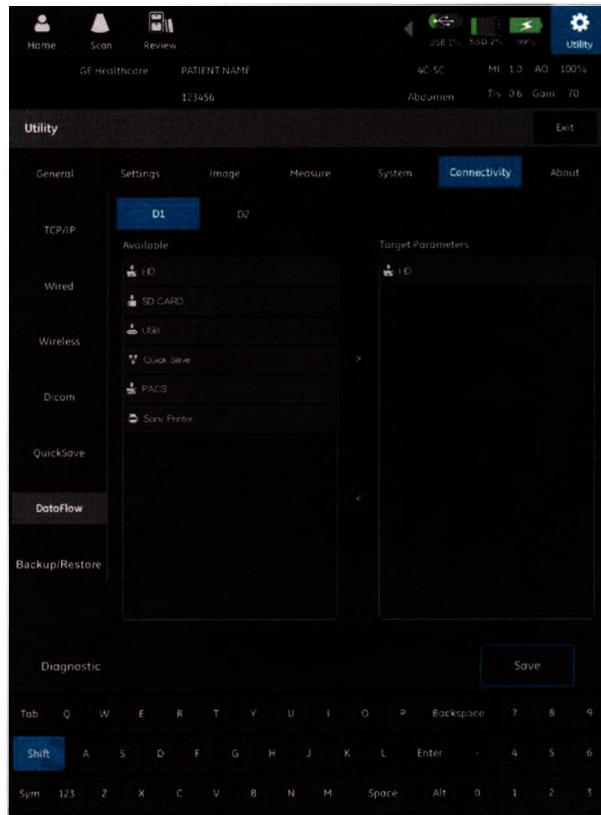 USB 1% SSD 2% 99%
Home Scan Review Utility
GE Healthcare PATIENT NAME 4C-SC MI 1.0 AO 100%
123456 Abdomen TIs 0.6 Gain 70
Utility Exit
General Settings Image Measure System Connectivity About
D1 D2
TCP/IP
Available Target Parameters
HD HD
Wired
SD CARD
USB
Wireless
Quick Save >
PACS
Dicom
Sony Printer
QuickSave
<
DataFlow
Backup/Restore
Diagnostic Save
Tab Q W E R T Y U I O P Backspace 7 8 9
Shift A S D F G H J K L Enter - 4 5 6
Sym 123 Z X C V B N M Space Alt 0 1 2 3